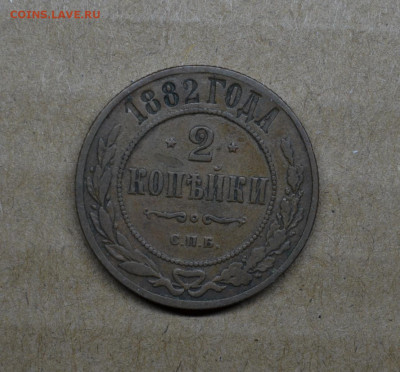 COINS.LAVE.RU
1882 ГОДА
* 2 *
КОПѢЙКИ
С.П.Б.